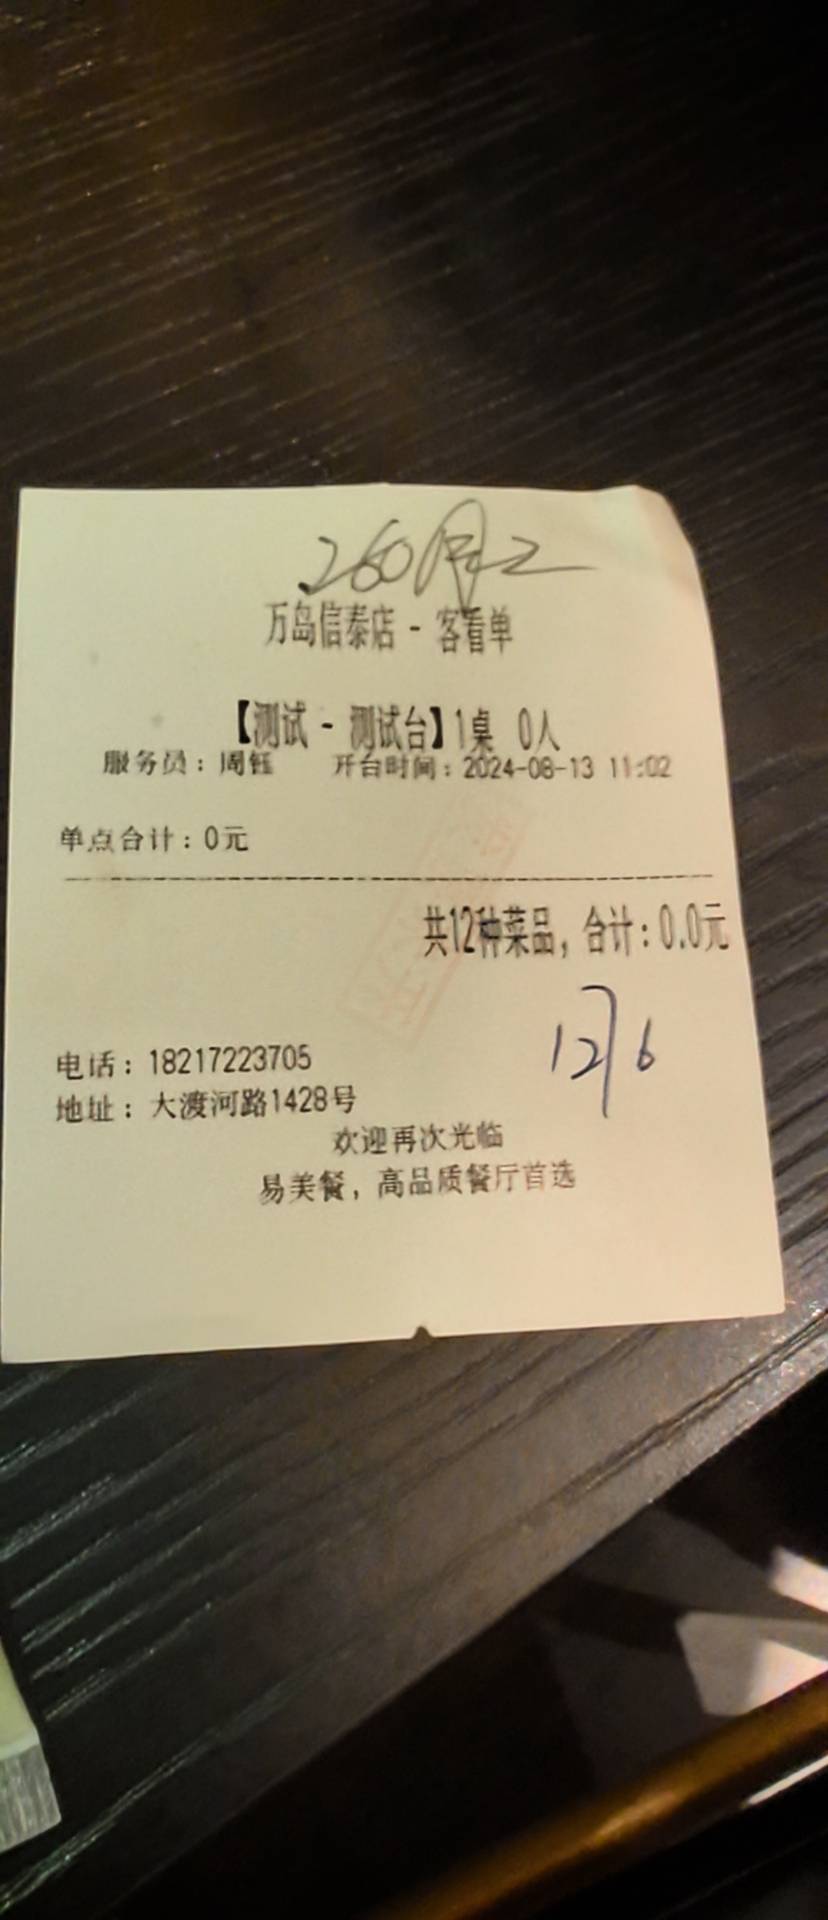 260
万岛信泰店 - 客看单
【测试 - 测试台】1桌 0人
服务员：周钰 开台时间：2024-08-13 11:02
单点合计：0元
共12种菜品，合计：0.0元
12/6
电话：18217223705
地址：大渡河路1428号
欢迎再次光临
易美餐，高品质餐厅首选